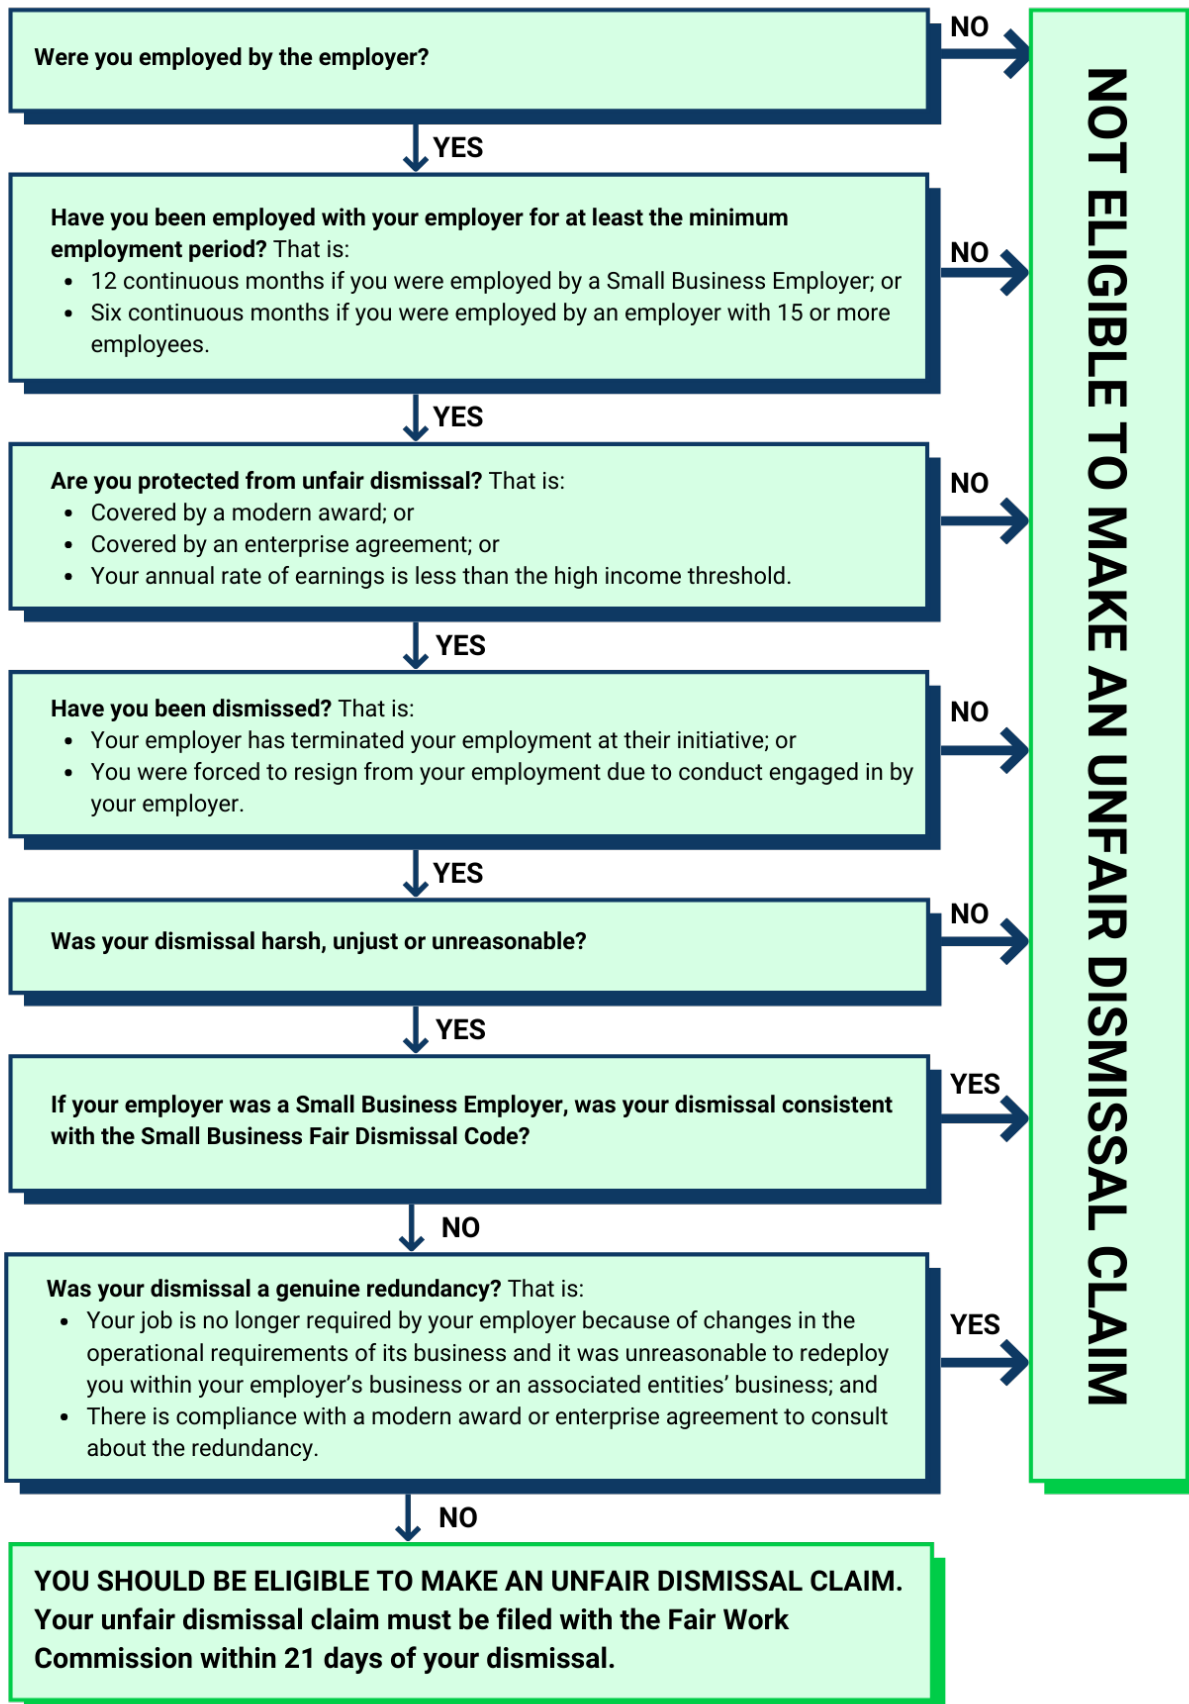 Were you employed by the employer?
NO
YES
Have you been employed with your employer for at least the minimum
employment period? That is:
• 12 continuous months if you were employed by a Small Business Employer; or
• Six continuous months if you were employed by an employer with 15 or more
employees.
NO
YES
Are you protected from unfair dismissal? That is:
• Covered by a modern award; or
• Covered by an enterprise agreement; or
• Your annual rate of earnings is less than the high income threshold.
NO
YES
Have you been dismissed? That is:
• Your employer has terminated your employment at their initiative; or
• You were forced to resign from your employment due to conduct engaged in by
your employer.
NO
YES
Was your dismissal harsh, unjust or unreasonable?
NO
YES
If your employer was a Small Business Employer, was your dismissal consistent
with the Small Business Fair Dismissal Code?
YES
NO
Was your dismissal a genuine redundancy? That is:
• Your job is no longer required by your employer because of changes in the
operational requirements of its business and it was unreasonable to redeploy
you within your employer’s business or an associated entities’ business; and
• There is compliance with a modern award or enterprise agreement to consult
about the redundancy.
YES
NO
YOU SHOULD BE ELIGIBLE TO MAKE AN UNFAIR DISMISSAL CLAIM.
Your unfair dismissal claim must be filed with the Fair Work
Commission within 21 days of your dismissal.
NOT ELIGIBLE TO MAKE AN UNFAIR DISMISSAL CLAIM